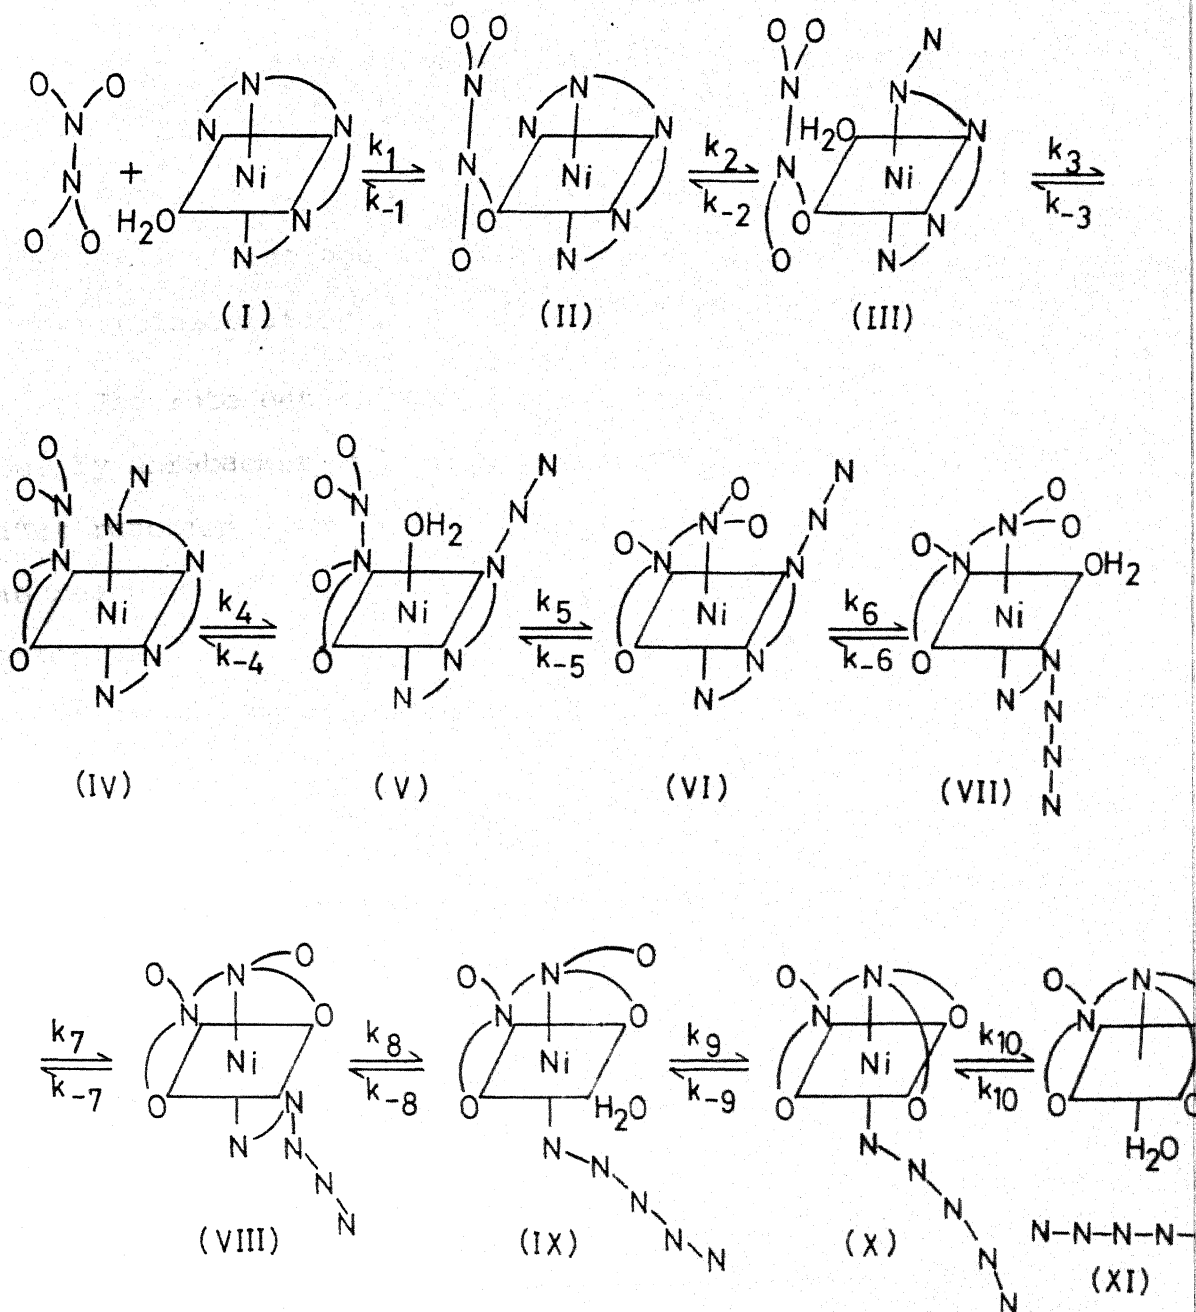 O O
N
N
O O
+
H2O
N
N N
Ni
N
N
(I)
k1
k-1
O O
N
N
O
O
N
N N
Ni
N
N
(II)
k2
k-2
O O
N
N
O
O
H2O
N
N
N
Ni
N
N
(III)
k3
k-3
O
O N
N
O N
N
N
Ni
O
N
N
(IV)
k4
k-4
O
O N
O N
OH2
N
N
N
Ni
O
N
N
(V)
k5
k-5
O
N O
O N
N
N
N
Ni
O
N
N
(VI)
k6
k-6
O
N O
O N
OH2
Ni
O
N
N
N
N
N
(VII)
k7
k-7
O N O
N
O
Ni
O
N
N
N
N
N
(VIII)
k8
k-8
O N O
N
O
Ni
O
H2O
N
N
N
N
N
(IX)
k9
k-9
O N
N
O
Ni
O
O
N
N
N
N
N
(X)
k10
k10
O N
N
O
H2O
N-N-N-N-
(XI)